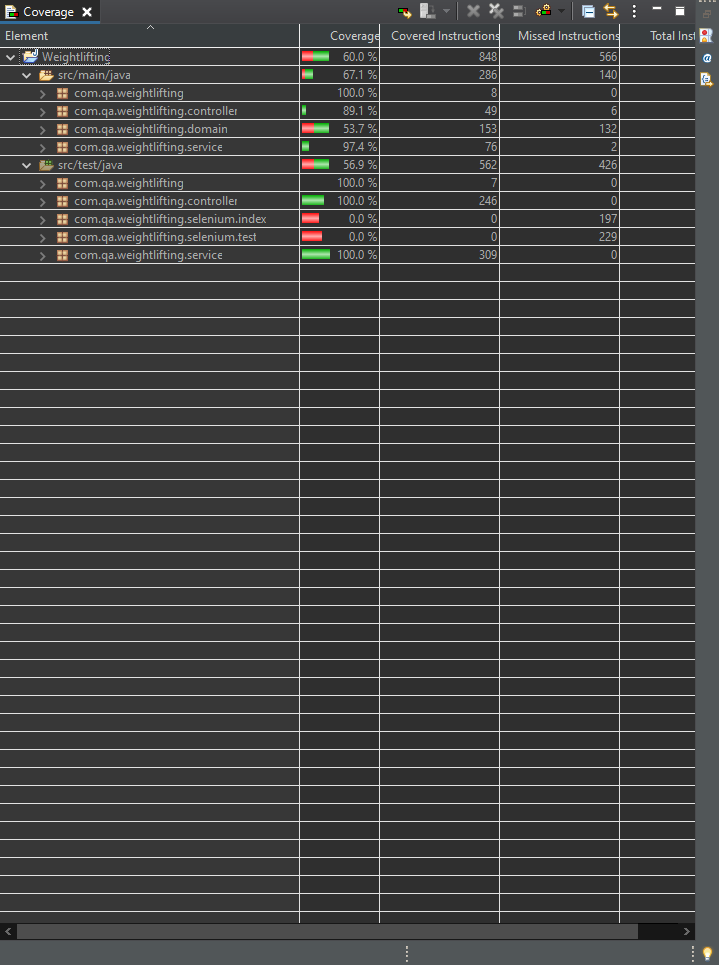 Coverage
Element Coverage Covered Instructions Missed Instructions Total Inst
Weightlifting 60.0 % 848 566
src/main/java 67.1 % 286 140
com.qa.weightlifting 100.0 % 8 0
com.qa.weightlifting.controller 89.1 % 49 6
com.qa.weightlifting.domain 53.7 % 153 132
com.qa.weightlifting.service 97.4 % 76 2
src/test/java 56.9 % 562 426
com.qa.weightlifting 100.0 % 7 0
com.qa.weightlifting.controller 100.0 % 246 0
com.qa.weightlifting.selenium.index 0.0 % 0 197
com.qa.weightlifting.selenium.test 0.0 % 0 229
com.qa.weightlifting.service 100.0 % 309 0